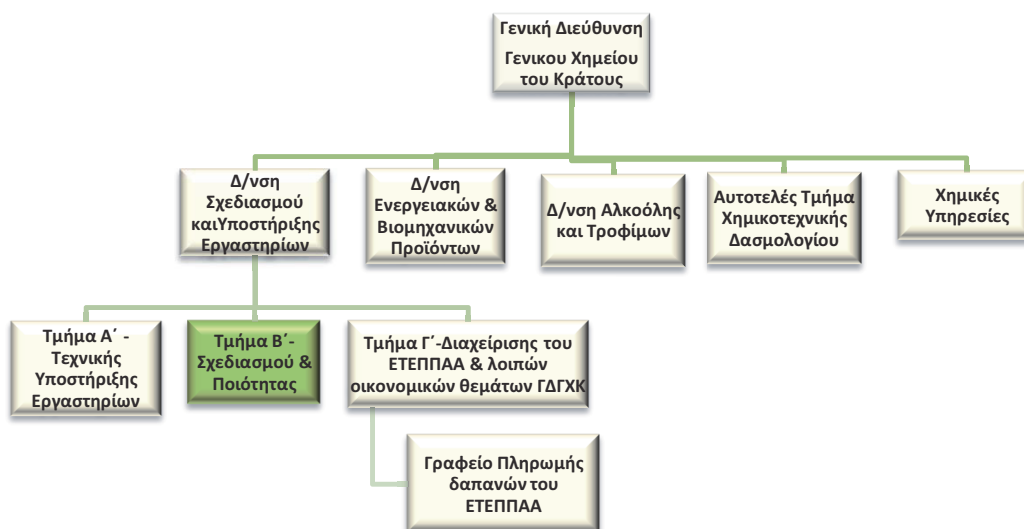 Γενική Διεύθυνση
Γενικου Χημείου
του Κράτους
Δ/νση
Σχεδιασμού
καιΥποστήριξης
Εργαστηρίων
Δ/νση
Ενεργειακών &
Βιομηχανικών
Προϊόντων
Δ/νση Αλκοόλης
και Τροφίμων
Αυτοτελές Τμήμα
Χημικοτεχνικής
Δασμολογίου
Χημικές
Υπηρεσίες
Τμήμα Α΄ -
Τεχνικής
Υποστήριξης
Εργαστηρίων
Τμήμα Β΄-
Σχεδιασμού &
Ποιότητας
Τμήμα Γ΄-Διαχείρισης του
ΕΤΕΠΠΑΑ & λοιπών
οικονομικών θεμάτων ΓΔΓΧΚ
Γραφείο Πληρωμής
δαπανών του
ΕΤΕΠΠΑΑ